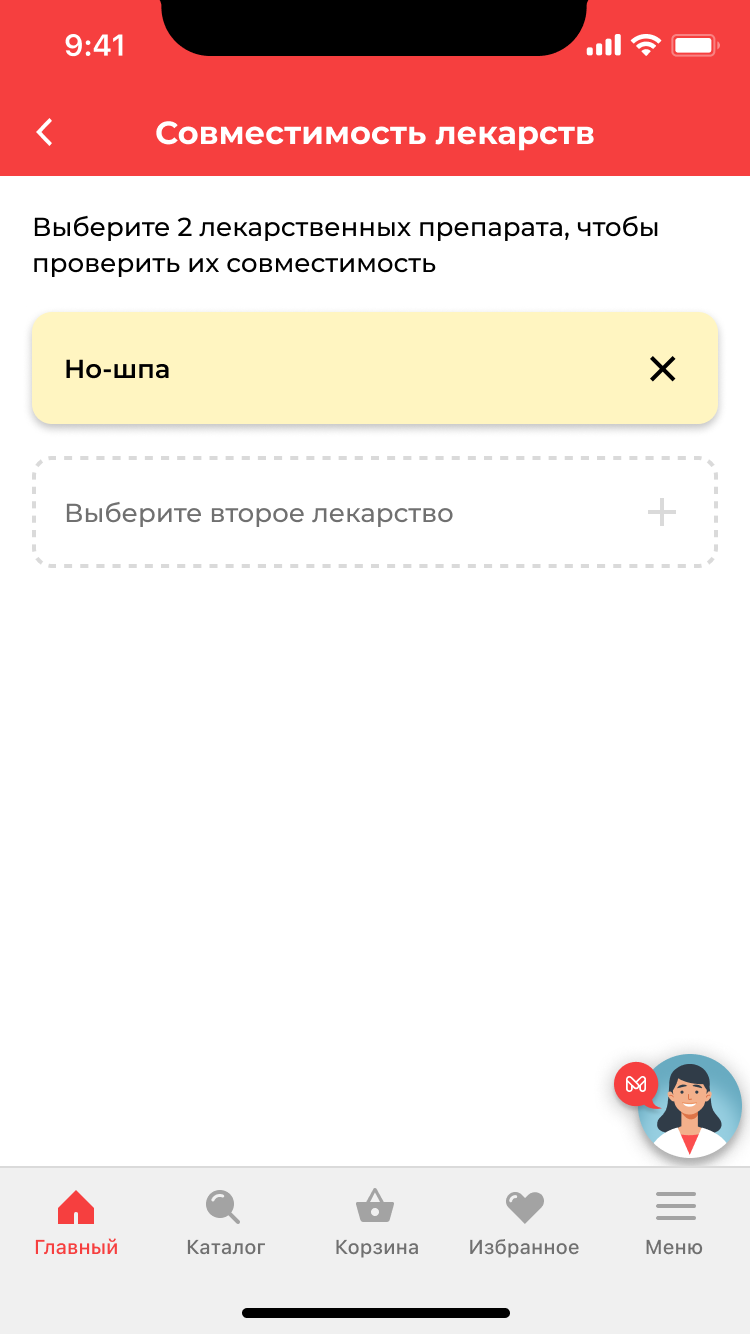 9:41
Совместимость лекарств
Выберите 2 лекарственных препарата, чтобы
проверить их совместимость
Но-шпа
Выберите второе лекарство
Главный
Каталог
Корзина
Избранное
Меню